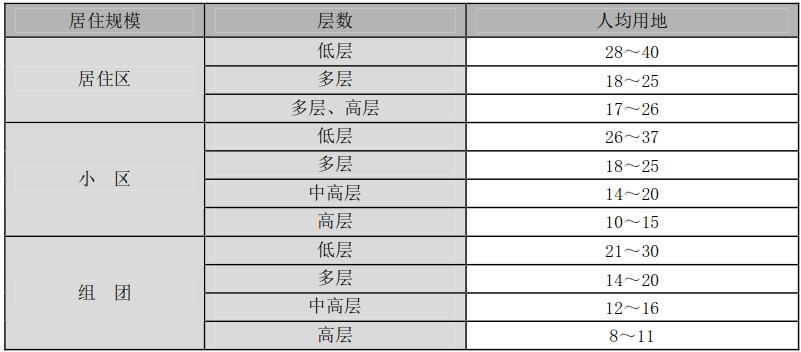 居住规模 层数 人均用地
居住区 低层 28～40
多层 18～25
多层、高层 17～26
小 区 低层 26～37
多层 18～25
中高层 14～20
高层 10～15
组 团 低层 21～30
多层 14～20
中高层 12～16
高层 8～11